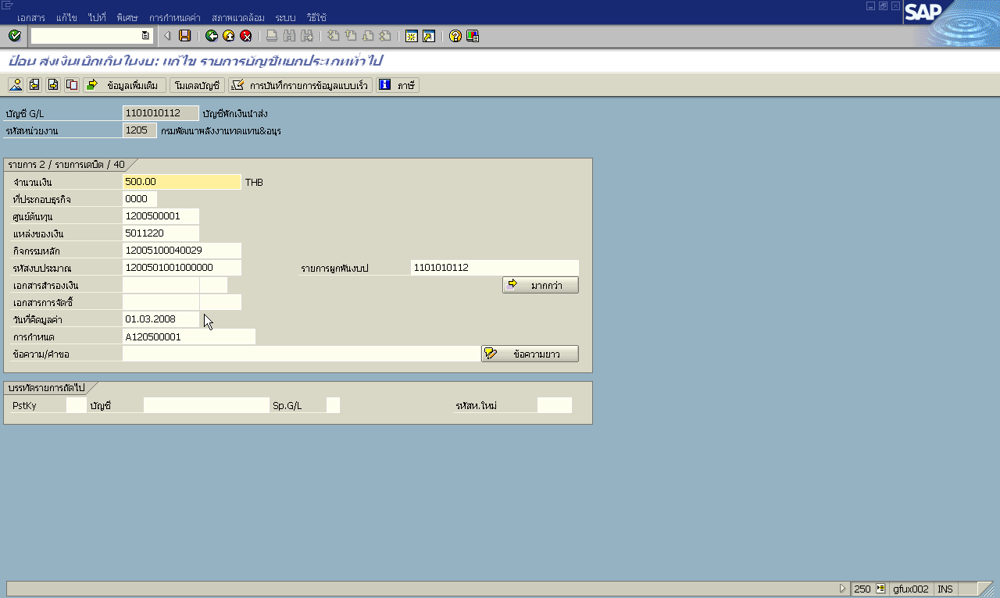 เอกสาร แก้ไข ไปที่ พิเศษ การกำหนดค่า สภาพแวดล้อม ระบบ วิธีใช้
SAP
ป้อน ส่งเงินเบิกเกินในงบ: แก้ไข รายการบัญชีแยกประเภททั่วไป
ข้อมูลเพิ่มเติม โมเดลบัญชี การบันทึกรายการข้อมูลแบบเร็ว ภาษี
บัญชี G/L 1101010112 บัญชีพักเงินนำส่ง
รหัสหน่วยงาน 1205 กรมพัฒนาพลังงานทดแทน&อนุร
รายการ 2 / รายการเดบิต / 40
จำนวนเงิน 500.00 THB
ที่ประกอบธุรกิจ 0000
ศูนย์ต้นทุน 1200500001
แหล่งของเงิน 5011220
กิจกรรมหลัก 12005100040029
รหัสงบประมาณ 1200501001000000 รายการผูกพันงบป 1101010112
เอกสารสำรองเงิน มากกว่า
เอกสารการจัดซื้
วันที่คิดมูลค่า 01.03.2008
การกำหนด A120500001
ข้อความ/คำขอ ข้อความยาว
บรรทัดรายการถัดไป
PstKy บัญชี Sp.G/L รหัสห.ใหม่
250 gfux002 INS